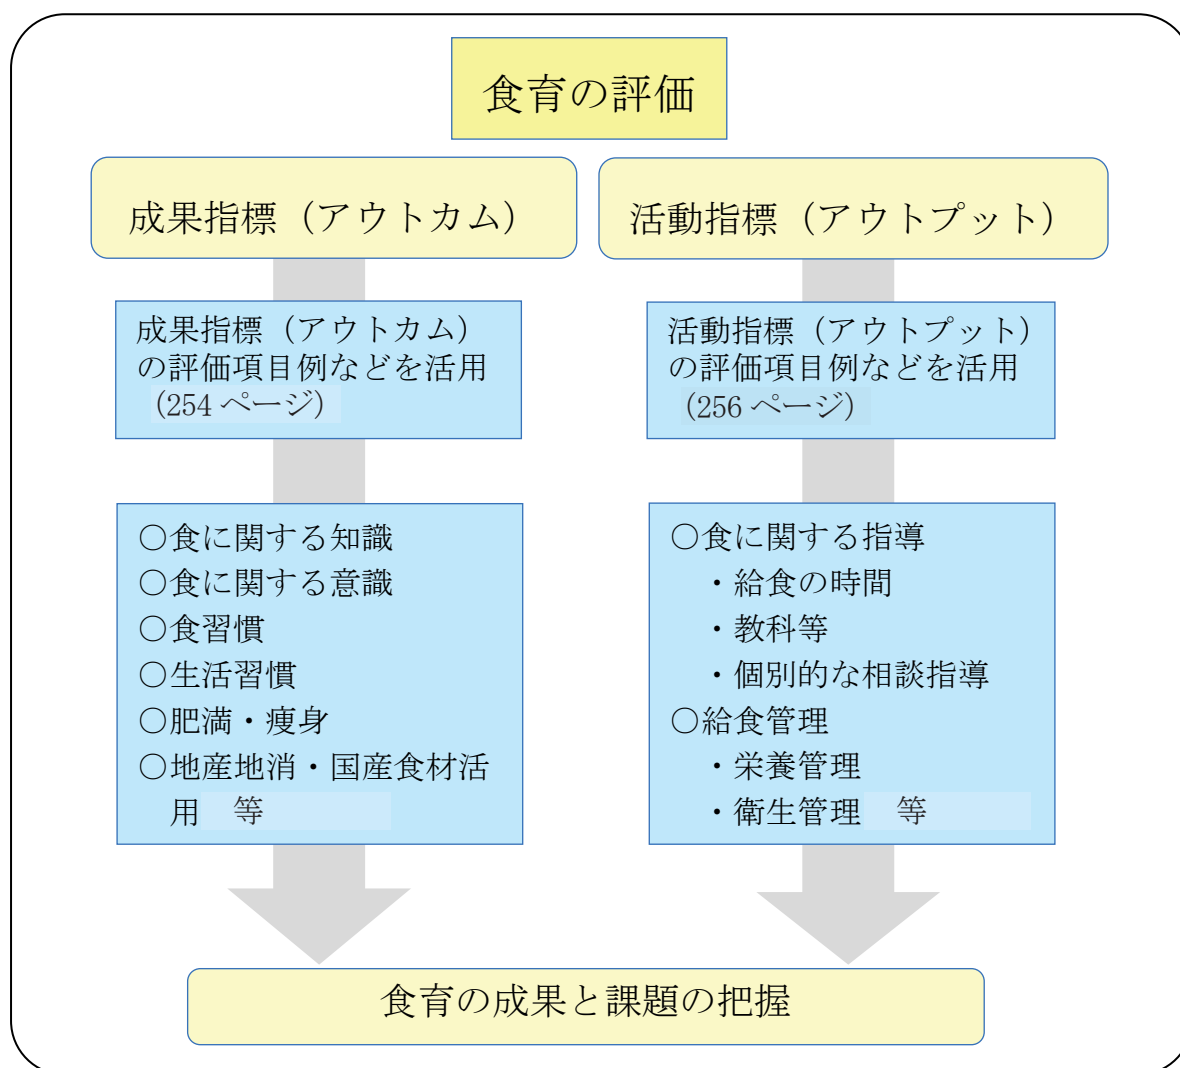 食育の評価
成果指標（アウトカム）
活動指標（アウトプット）
成果指標（アウトカム）
の評価項目例などを活用
（254 ページ）
活動指標（アウトプット）
の評価項目例などを活用
（256 ページ）
○食に関する知識
○食に関する意識
○食習慣
○生活習慣
○肥満・痩身
○地産地消・国産食材活
用　等
○食に関する指導
・給食の時間
・教科等
・個別的な相談指導
○給食管理
・栄養管理
・衛生管理　等
食育の成果と課題の把握